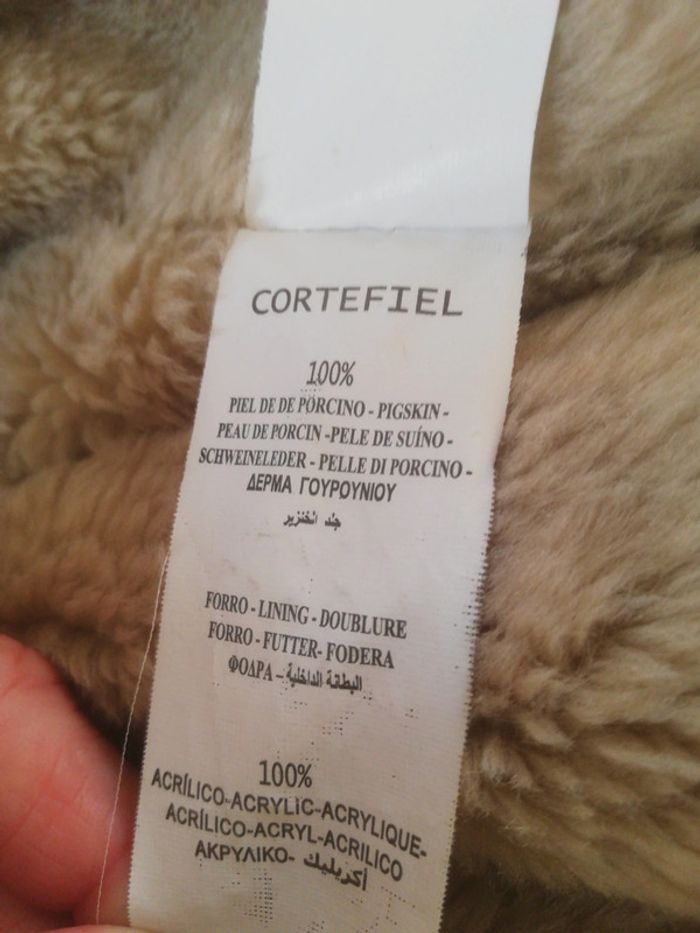 CORTEFIEL
100%
PIEL DE DE PORCINO - PIGSKIN -
PEAU DE PORCIN -PELE DE SUÍNO -
SCHWEINELEDER - PELLE DI PORCINO -
ΔΕΡΜΑ ΓΟΥΡΟΥΝΙΟΥ
جلد الخنزير
FORRO - LINING - DOUBLURE
FORRO - FUTTER- FODERA
ΦΟΔΡΑ – البطانة الداخلية
100%
ACRÍLICO-ACRYLIC-ACRYLIQUE-
ACRÍLICO-ACRYL-ACRILICO
ΑΚΡΥΛΙΚΟ- أكريليك